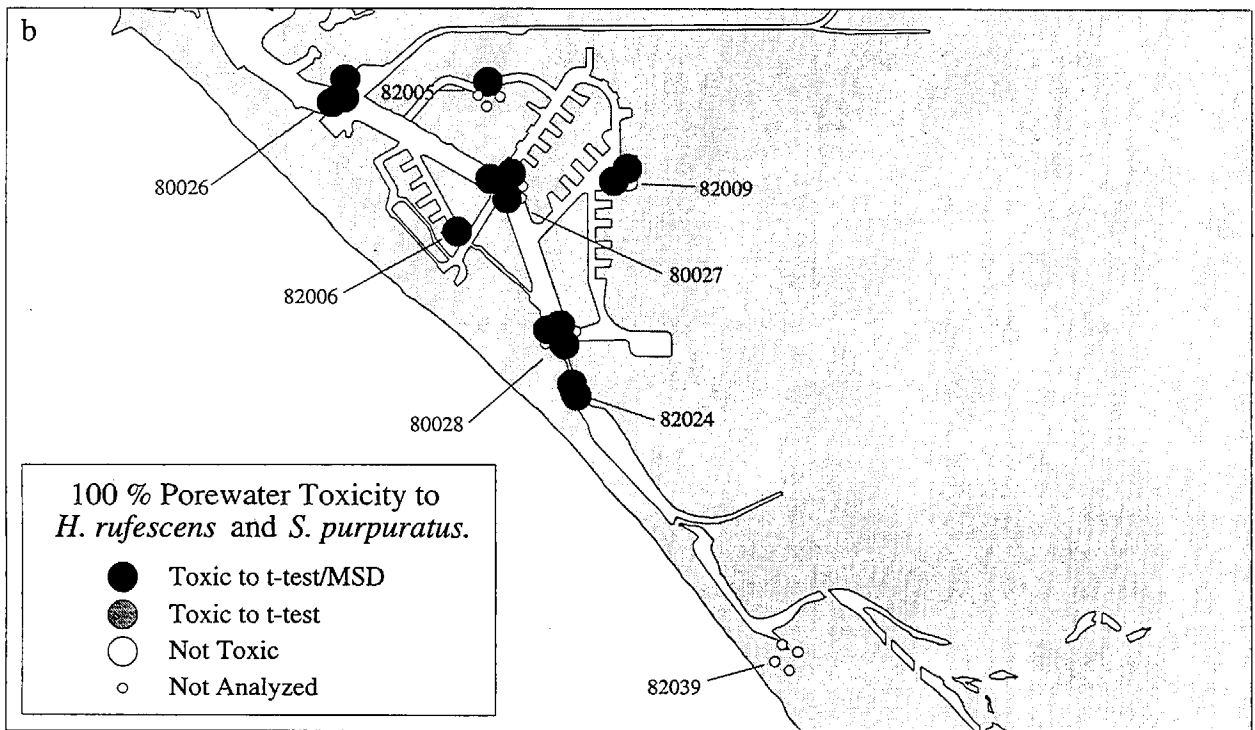 b
82005
80026
82009
80027
82006
80028
82024
82039
100 % Porewater Toxicity to
H. rufescens and S. purpuratus.
Toxic to t-test/MSD
Toxic to t-test
Not Toxic
Not Analyzed